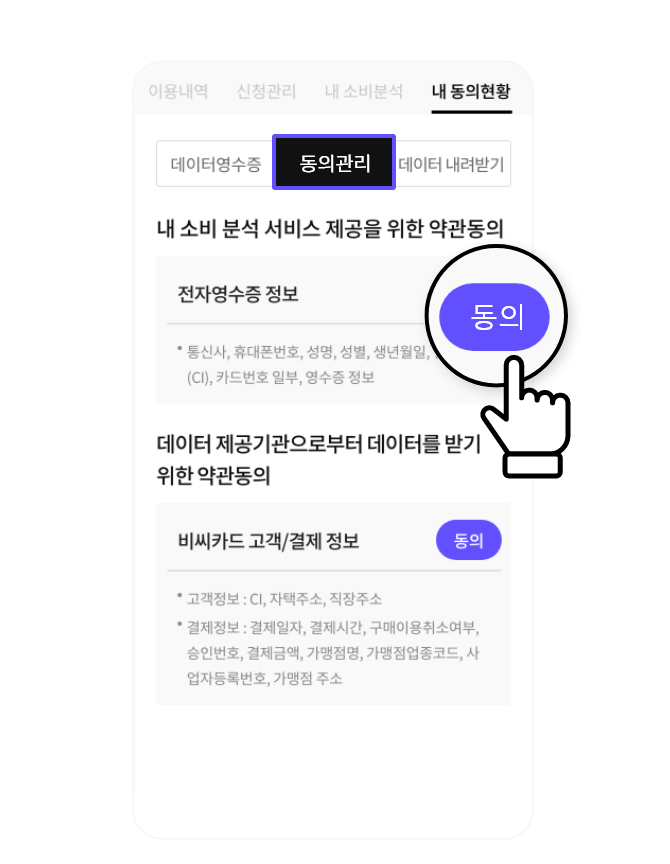 이용내역 신청관리 내 소비분석 내 동의현황
데이터영수증 동의관리 데이터 내려받기
내 소비 분석 서비스 제공을 위한 약관동의
전자영수증 정보 동의
• 통신사, 휴대폰번호, 성명, 성별, 생년월일,
(CI), 카드번호 일부, 영수증 정보
데이터 제공기관으로부터 데이터를 받기
위한 약관동의
비씨카드 고객/결제 정보 동의
• 고객정보 : CI, 자택주소, 직장주소
• 결제정보 : 결제일자, 결제시간, 구매이용취소여부,
승인번호, 결제금액, 가맹점명, 가맹점업종코드, 사
업자등록번호, 가맹점 주소